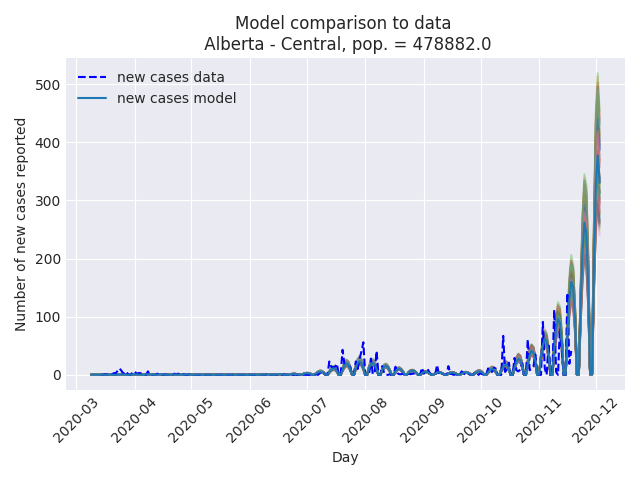 Model comparison to data
Alberta - Central, pop. = 478882.0
new cases data
new cases model
Number of new cases reported
500
400
300
200
100
0
2020-03
2020-04
2020-05
2020-06
2020-07
2020-08
2020-09
2020-10
2020-11
2020-12
Day